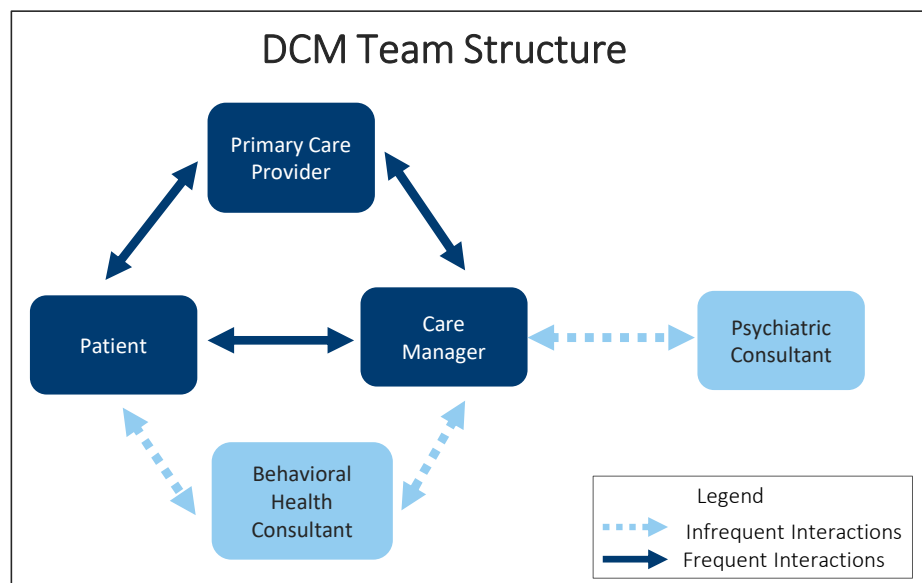 DCM Team Structure
Primary Care
Provider
Patient
Care
Manager
Psychiatric
Consultant
Behavioral
Health
Consultant
Legend
Infrequent Interactions
Frequent Interactions